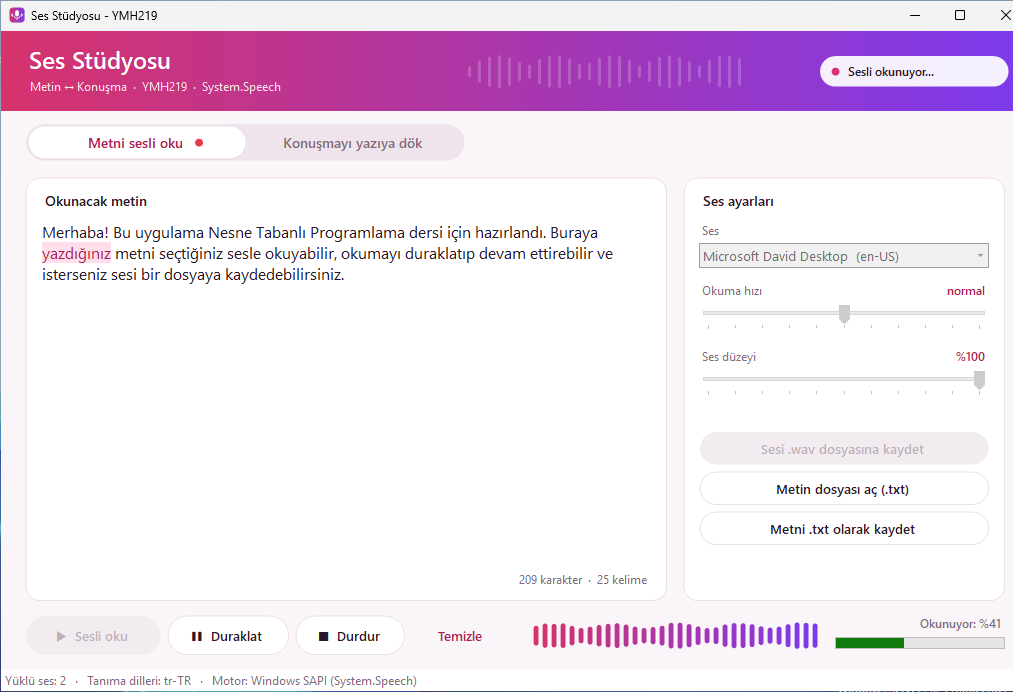 Ses Stüdyosu - YMH219
Ses Stüdyosu
Metin ↔ Konuşma · YMH219 · System.Speech
Sesli okunuyor...
Metni sesli oku
Konuşmayı yazıya dök
Okunacak metin
Merhaba! Bu uygulama Nesne Tabanlı Programlama dersi için hazırlandı. Buraya
yazdığınız metni seçtiğiniz sesle okuyabilir, okumayı duraklatıp devam ettirebilir ve
isterseniz sesi bir dosyaya kaydedebilirsiniz.
209 karakter · 25 kelime
Ses ayarları
Ses
Microsoft David Desktop (en-US)
Okuma hızı
normal
Ses düzeyi
%100
Sesi .wav dosyasına kaydet
Metin dosyası aç (.txt)
Metni .txt olarak kaydet
Sesli oku
Duraklat
Durdur
Temizle
Okunuyor: %41
Yüklü ses: 2 · Tanıma dilleri: tr-TR · Motor: Windows SAPI (System.Speech)